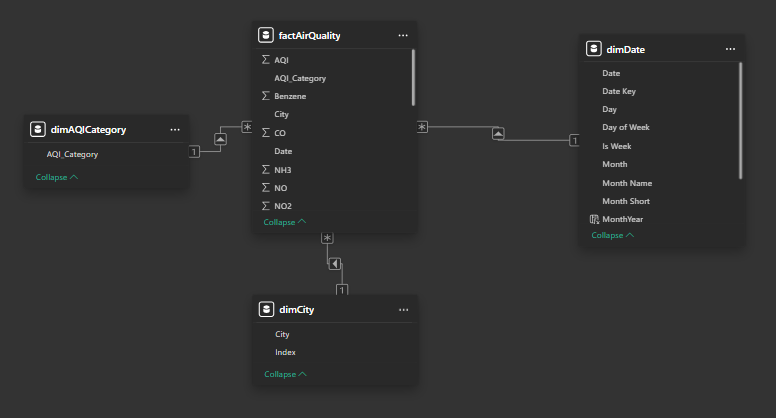 factAirQuality
AQI
AQI_Category
Benzene
City
CO
Date
NH3
NO
NO2
Collapse
dimDate
Date
Date Key
Day
Day of Week
Is Week
Month
Month Name
Month Short
MonthYear
Collapse
dimAQICategory
AQI_Category
Collapse
1
*
*
1
*
1
dimCity
City
Index
Collapse